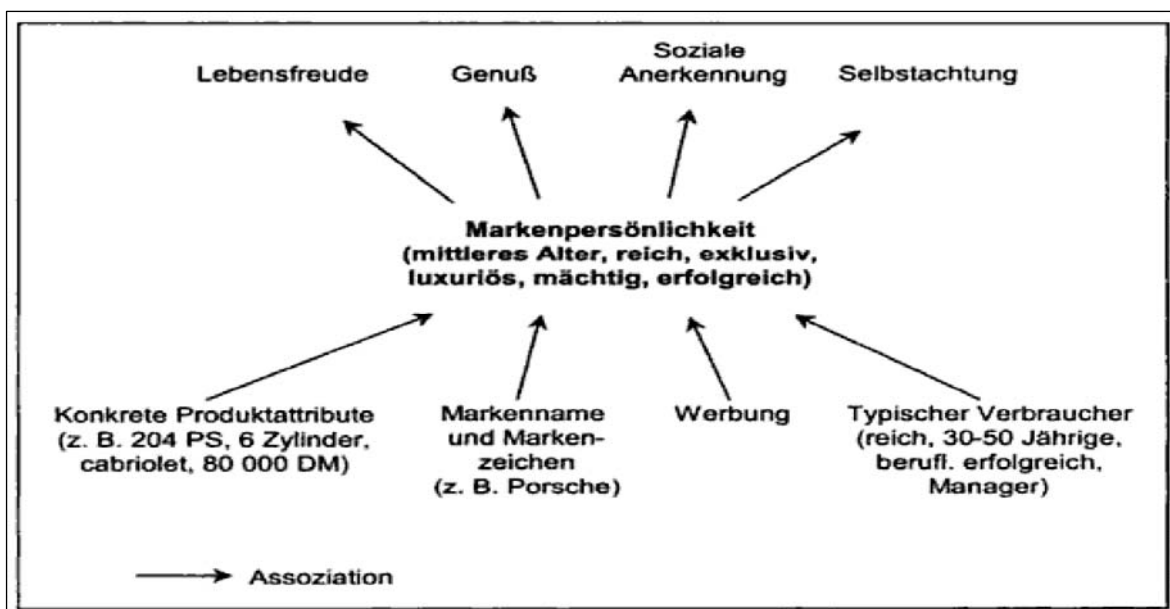 Lebensfreude
Genuß
Soziale
Anerkennung
Selbstachtung
Markenpersönlichkeit
(mittleres Alter, reich, exklusiv,
luxuriös, mächtig, erfolgreich)
Konkrete Produktattribute
(z. B. 204 PS, 6 Zylinder,
cabriolet, 80 000 DM)
Markenname
und Marken-
zeichen
(z. B. Porsche)
Werbung
Typischer Verbraucher
(reich, 30-50 Jährige,
berufl. erfolgreich,
Manager)
Assoziation